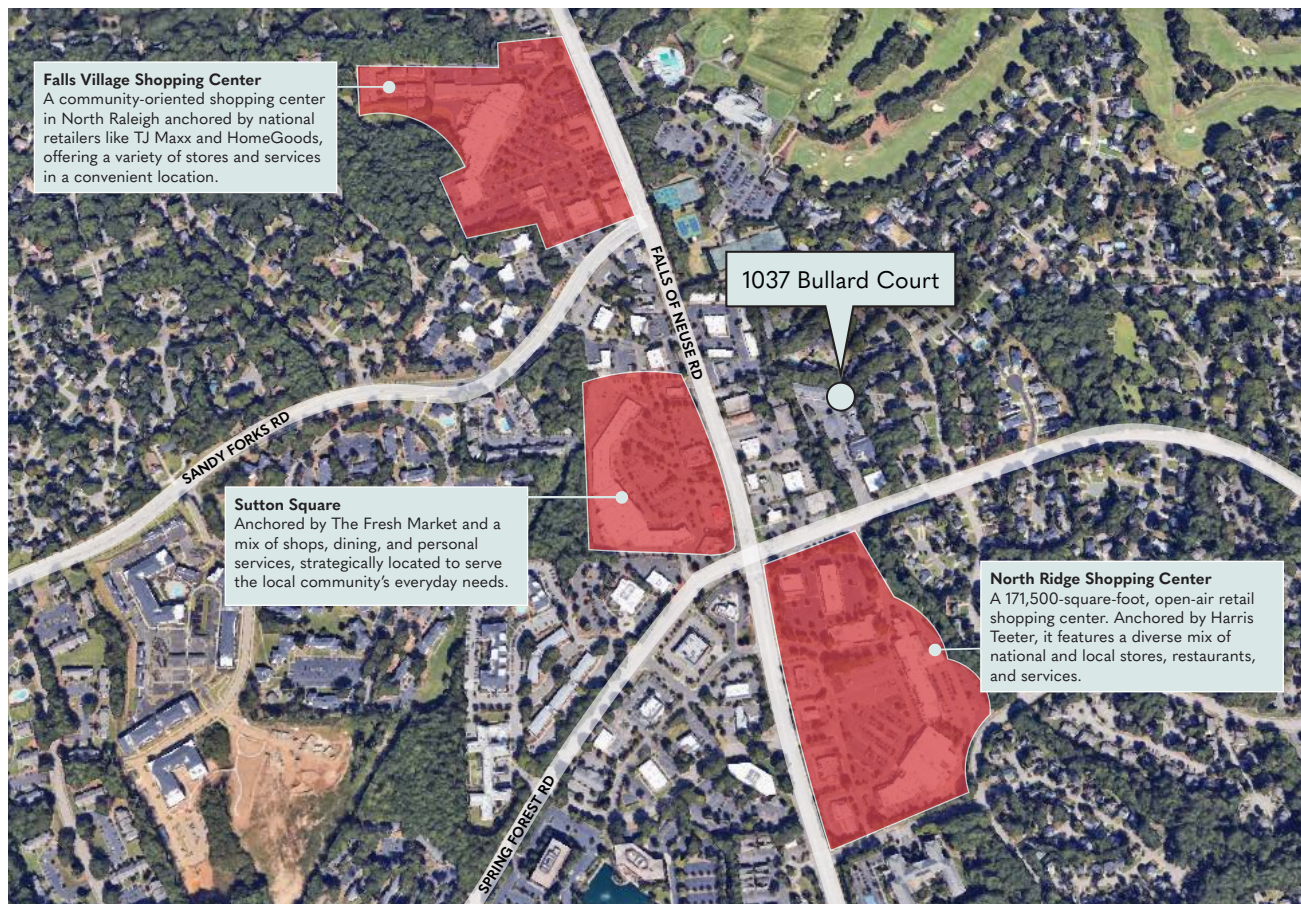 Falls Village Shopping Center
A community-oriented shopping center
in North Raleigh anchored by national
retailers like TJ Maxx and HomeGoods,
offering a variety of stores and services
in a convenient location.
FALLS OF NEUSE RD
1037 Bullard Court
SANDY FORKS RD
Sutton Square
Anchored by The Fresh Market and a
mix of shops, dining, and personal
services, strategically located to serve
the local community’s everyday needs.
North Ridge Shopping Center
A 171,500-square-foot, open-air retail
shopping center. Anchored by Harris
Teeter, it features a diverse mix of
national and local stores, restaurants,
and services.
SPRING FOREST RD